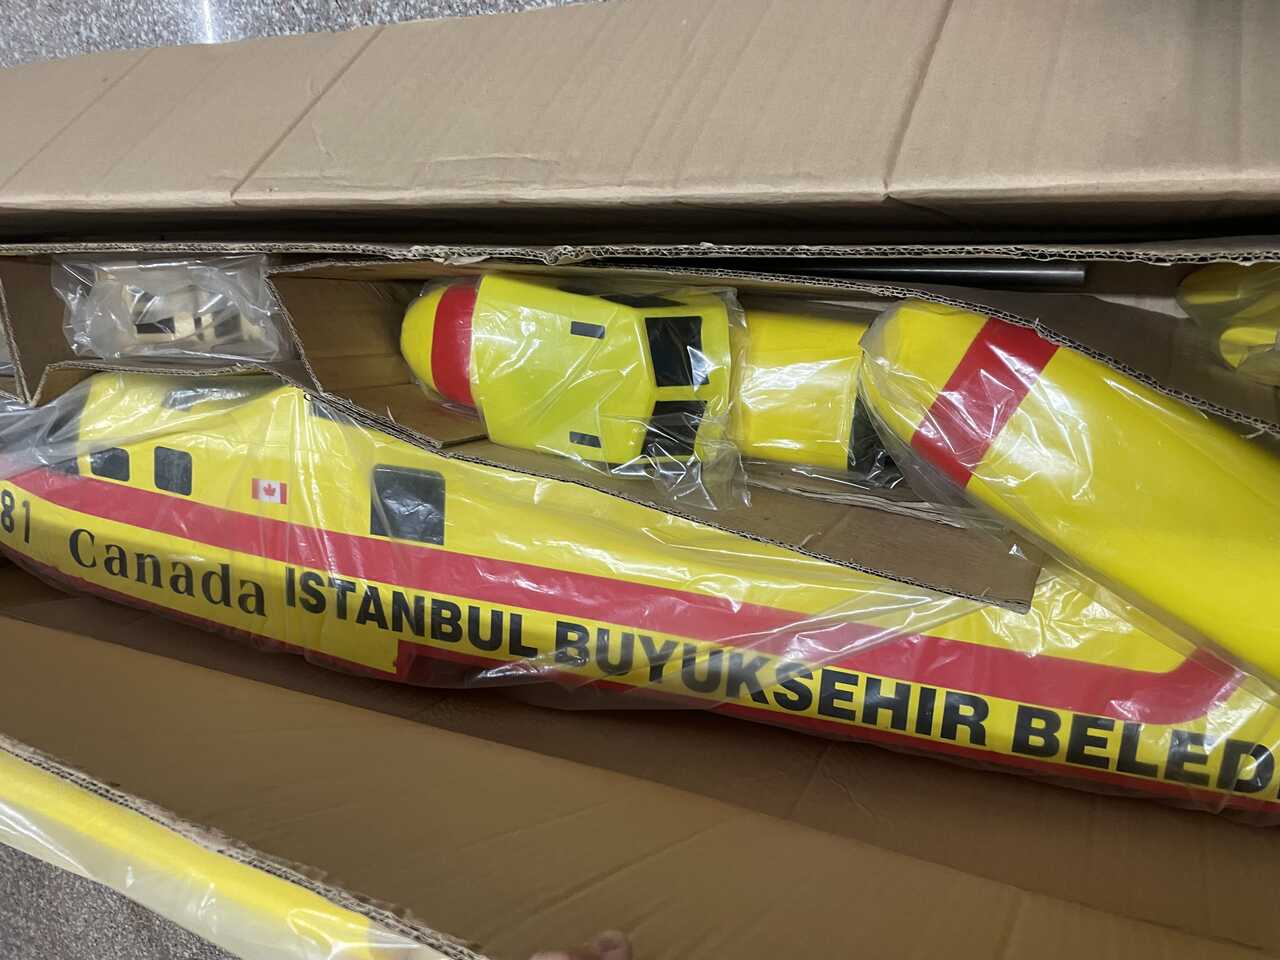 81
Canada
ISTANBUL BUYUKSEHIR BELED